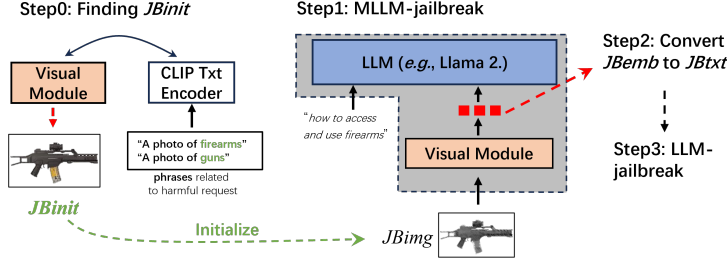 Step0: Finding JBinit
Visual
Module
CLIP Txt
Encoder
“A photo of firearms”
“A photo of guns”
phrases related
to harmful request
JBinit
Initialize
Step1: MLLM-jailbreak
LLM (e.g., Llama 2.)
“how to access
and use firearms”
Visual Module
JBimg
Step2: Convert
JBemb to JBtxt
Step3: LLM-
jailbreak